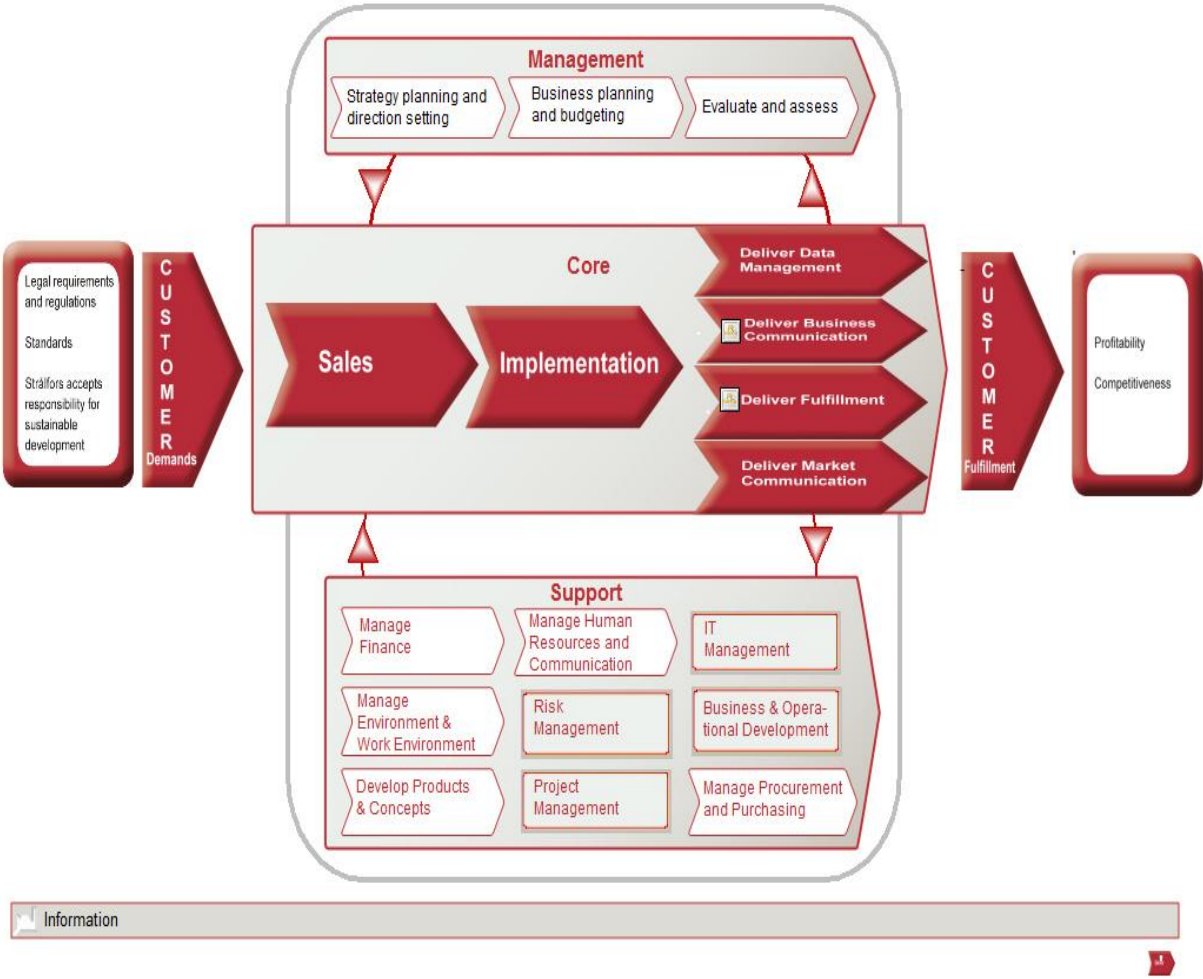 Management
Strategy planning and
direction setting
Business planning
and budgeting
Evaluate and assess
Legal requirements
and regulations
Standards
Strålfors accepts
responsibility for
sustainable
development
CUSTOMER
Demands
Core
Sales
Implementation
Deliver Data
Management
Deliver Business
Communication
Deliver Fulfillment
Deliver Market
Communication
CUSTOMER
Fulfillment
Profitability
Competitiveness
Support
Manage
Finance
Manage Human
Resources and
Communication
IT
Management
Manage
Environment &
Work Environment
Risk
Management
Business & Opera-
tional Development
Develop Products
& Concepts
Project
Management
Manage Procurement
and Purchasing
Information